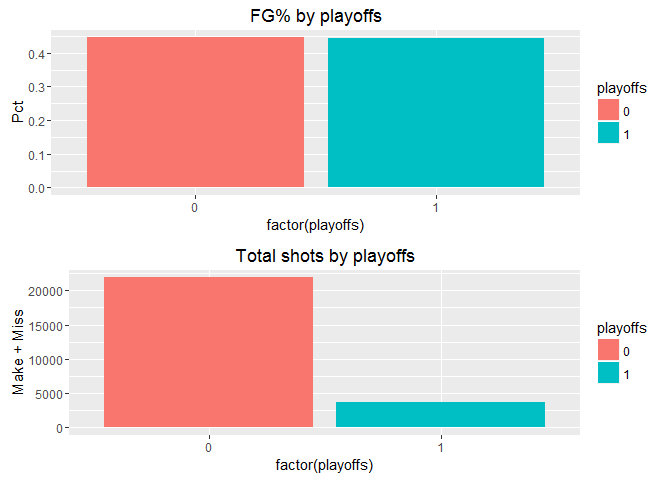 FG% by playoffs
Pct
0.4
0.3
0.2
0.1
0.0
0 1
factor(playoffs)
playoffs
0
1
Total shots by playoffs
Make + Miss
20000
15000
10000
5000
0
0 1
factor(playoffs)
playoffs
0
1